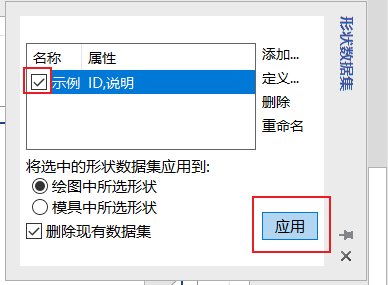 形状数据集
名称 属性
示例 ID,说明
添加...
定义...
删除
重命名
将选中的形状数据集应用到:
绘图中所选形状
模具中所选形状
删除现有数据集
应用